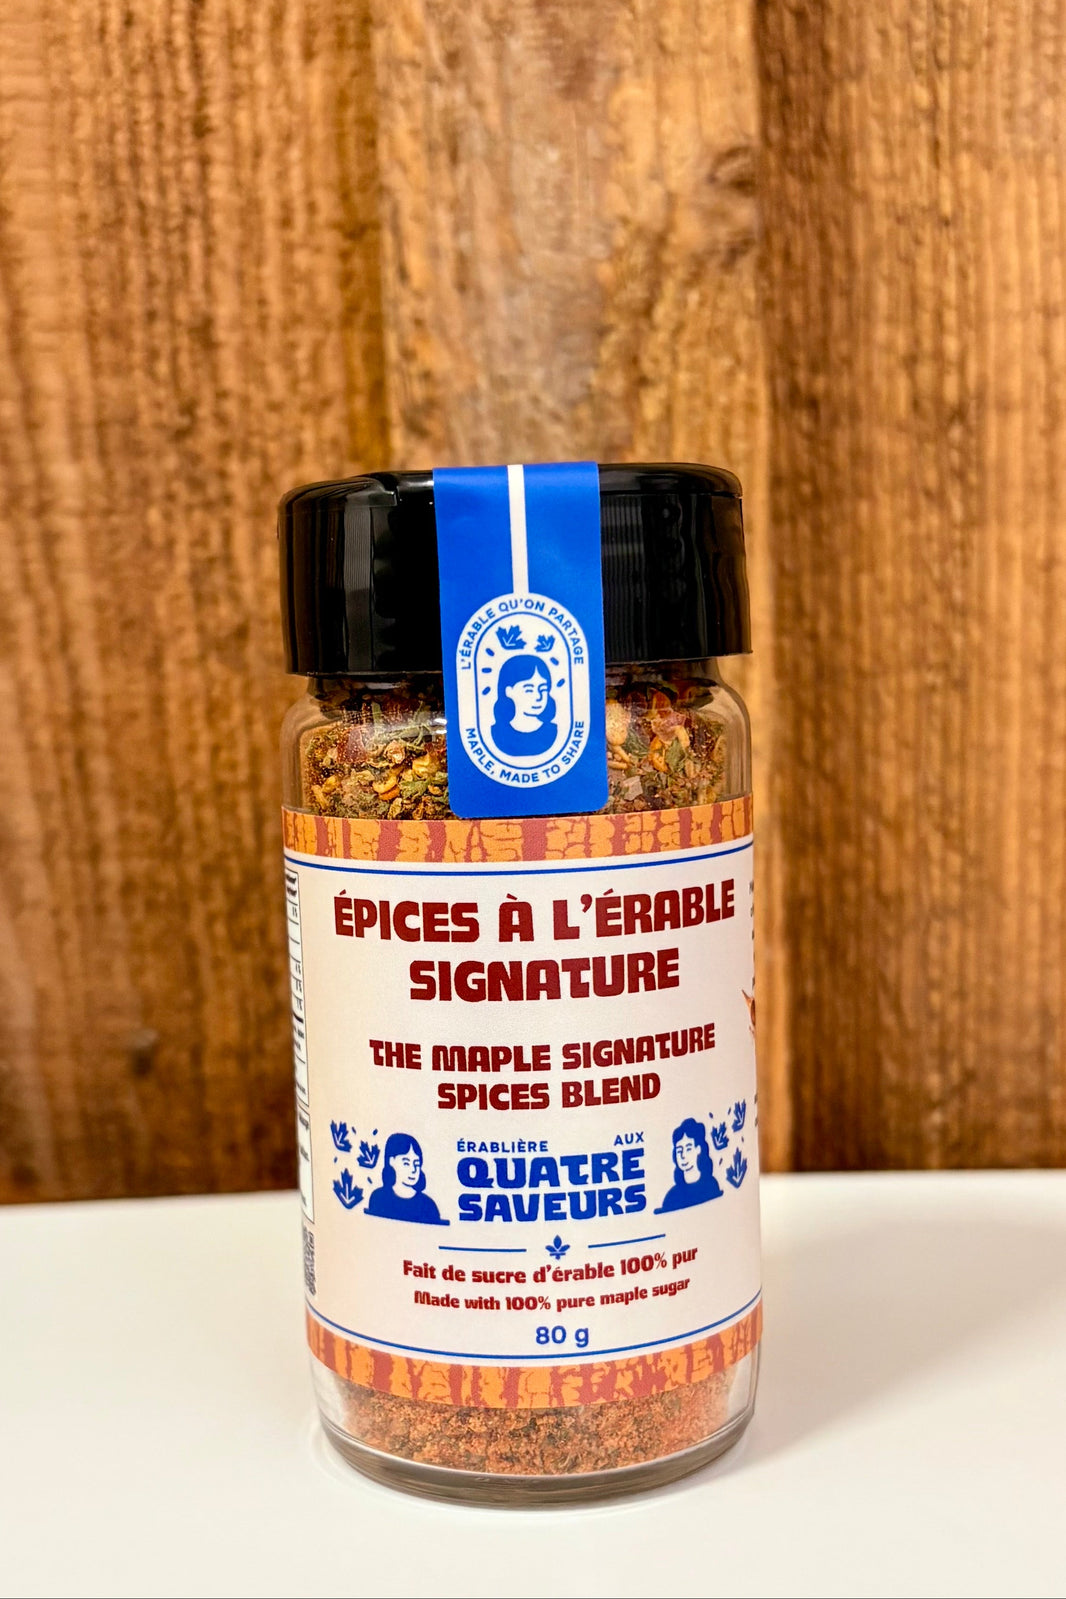 L'ÉRABLE QU'ON PARTAGE
MAPLE, MADE TO SHARE
ÉPICES À L'ÉRABLE
SIGNATURE
THE MAPLE SIGNATURE
SPICES BLEND
ÉRABLIÈRE AUX
QUATRE
SAVEURS
Fait de sucre d'érable 100% pur
Made with 100% pure maple sugar
80 g